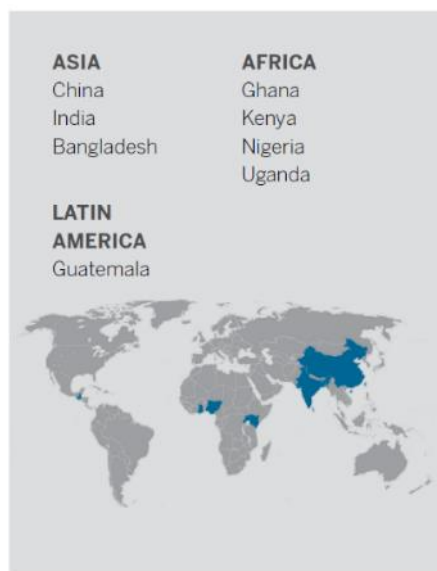 ASIA
China
India
Bangladesh
AFRICA
Ghana
Kenya
Nigeria
Uganda
LATIN
AMERICA
Guatemala